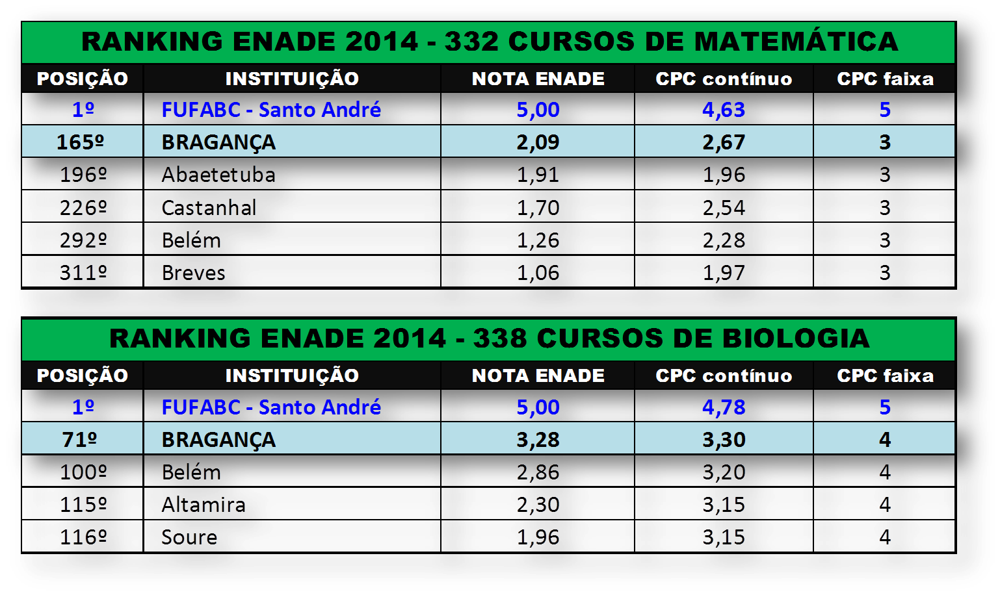 RANKING ENADE 2014 - 332 CURSOS DE MATEMÁTICA
POSIÇÃO INSTITUIÇÃO NOTA ENADE CPC contínuo CPC faixa
1º FUFABC - Santo André 5,00 4,63 5
165º BRAGANÇA 2,09 2,67 3
196º Abaetetuba 1,91 1,96 3
226º Castanhal 1,70 2,54 3
292º Belém 1,26 2,28 3
311º Breves 1,06 1,97 3
RANKING ENADE 2014 - 338 CURSOS DE BIOLOGIA
POSIÇÃO INSTITUIÇÃO NOTA ENADE CPC contínuo CPC faixa
1º FUFABC - Santo André 5,00 4,78 5
71º BRAGANÇA 3,28 3,30 4
100º Belém 2,86 3,20 4
115º Altamira 2,30 3,15 4
116º Soure 1,96 3,15 4